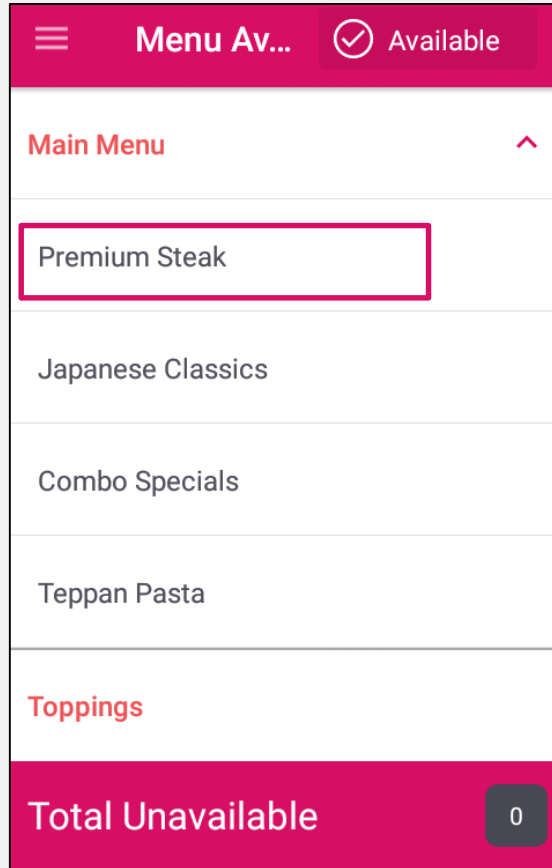 Menu Av... Available
Main Menu
Premium Steak
Japanese Classics
Combo Specials
Teppan Pasta
Toppings
Total Unavailable 0